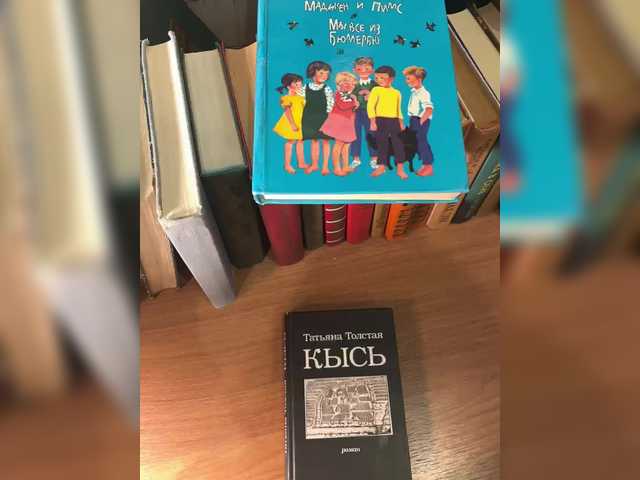 Мадикен и Пимс
Мы все из
Бюллербю
Татьяна Толстая
КЫСЬ
роман